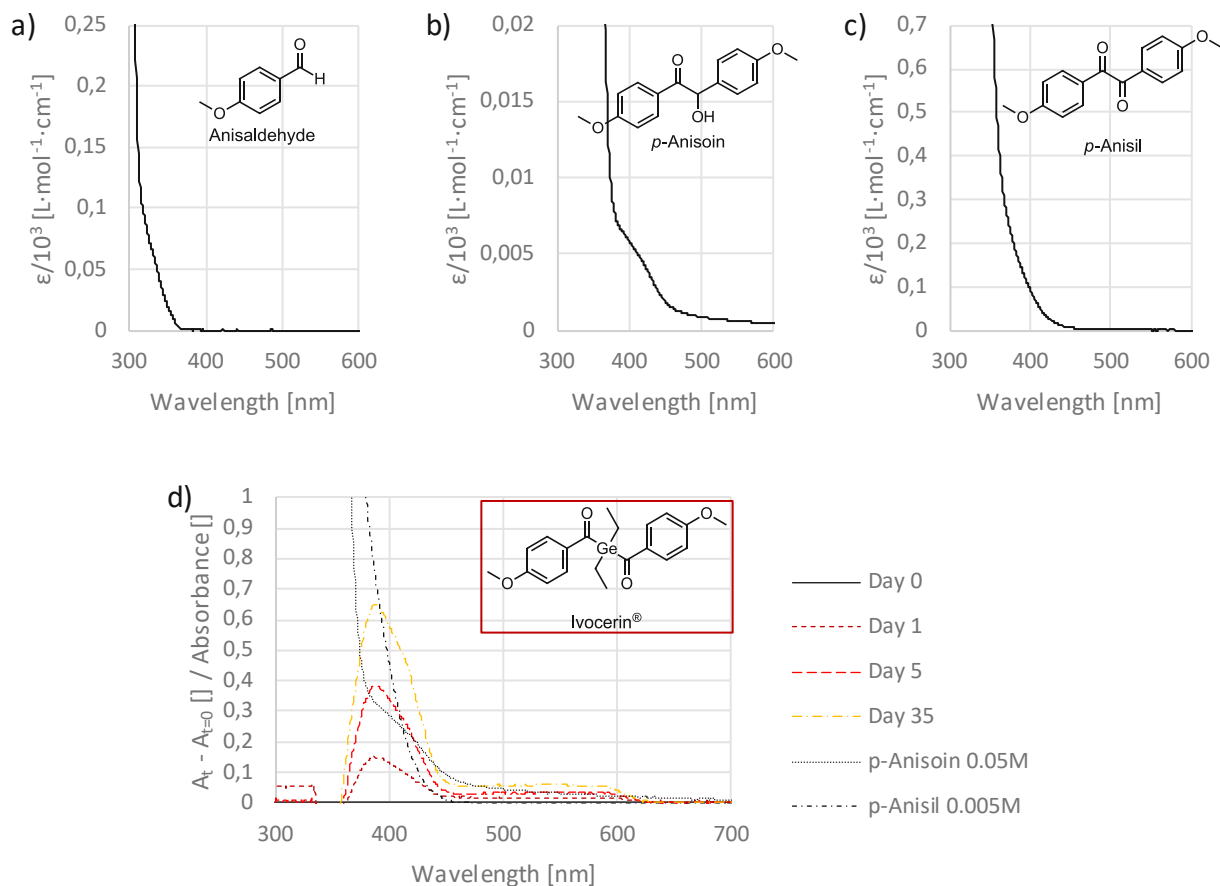 a)
ε/10³ [L·mol⁻¹·cm⁻¹]
0,25
0,2
0,15
0,1
0,05
0
300 400 500 600
Wavelength [nm]
O
H
O
Anisaldehyde
b)
ε/10³ [L·mol⁻¹·cm⁻¹]
0,02
0,015
0,01
0,005
0
300 400 500 600
Wavelength [nm]
O
O
O
OH
p-Anisoin
c)
ε/10³ [L·mol⁻¹·cm⁻¹]
0,7
0,6
0,5
0,4
0,3
0,2
0,1
0
300 400 500 600
Wavelength [nm]
O
O
O
O
p-Anisil
d)
Aₜ - Aₜ₌₀ [] / Absorbance []
1
0,9
0,8
0,7
0,6
0,5
0,4
0,3
0,2
0,1
0
300 400 500 600 700
Wavelength [nm]
O
O
Ge
O
O
Ivocerin®
Day 0
Day 1
Day 5
Day 35
p-Anisoin 0.05M
p-Anisil 0.005M